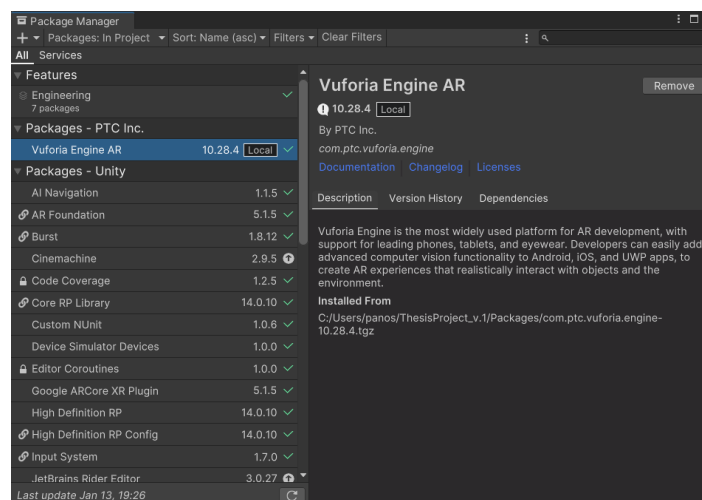 Package Manager
Packages: In Project Sort: Name (asc) Filters Clear Filters
All Services
Features
Engineering
7 packages
Packages - PTC Inc.
Vuforia Engine AR 10.28.4 Local
Packages - Unity
AI Navigation 1.1.5
AR Foundation 5.1.5
Burst 1.8.12
Cinemachine 2.9.5
Code Coverage 1.2.5
Core RP Library 14.0.10
Custom NUnit 1.0.6
Device Simulator Devices 1.0.0
Editor Coroutines 1.0.0
Google ARCore XR Plugin 5.1.5
High Definition RP 14.0.10
High Definition RP Config 14.0.10
Input System 1.7.0
JetBrains Rider Editor 3.0.27
Last update Jan 13, 19:26
Vuforia Engine AR Remove
10.28.4 Local
By PTC Inc.
com.ptc.vuforia.engine
Documentation Changelog Licenses
Description Version History Dependencies
Vuforia Engine is the most widely used platform for AR development, with
support for leading phones, tablets, and eyewear. Developers can easily add
advanced computer vision functionality to Android, iOS, and UWP apps, to
create AR experiences that realistically interact with objects and the
environment.
Installed From
C:/Users/panos/ThesisProject_v.1/Packages/com.ptc.vuforia.engine-
10.28.4.tgz